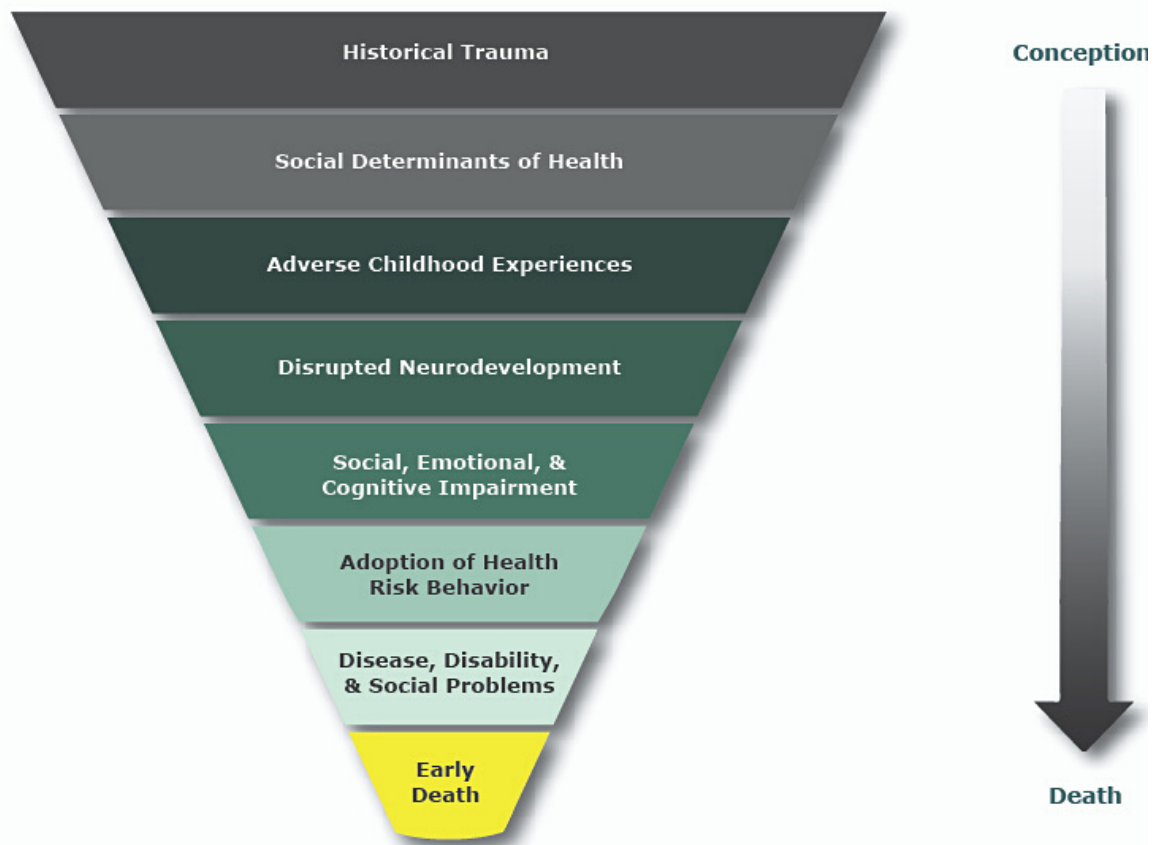 Historical Trauma
Conception
Social Determinants of Health
Adverse Childhood Experiences
Disrupted Neurodevelopment
Social, Emotional, &
Cognitive Impairment
Adoption of Health
Risk Behavior
Disease, Disability,
& Social Problems
Early
Death
Death